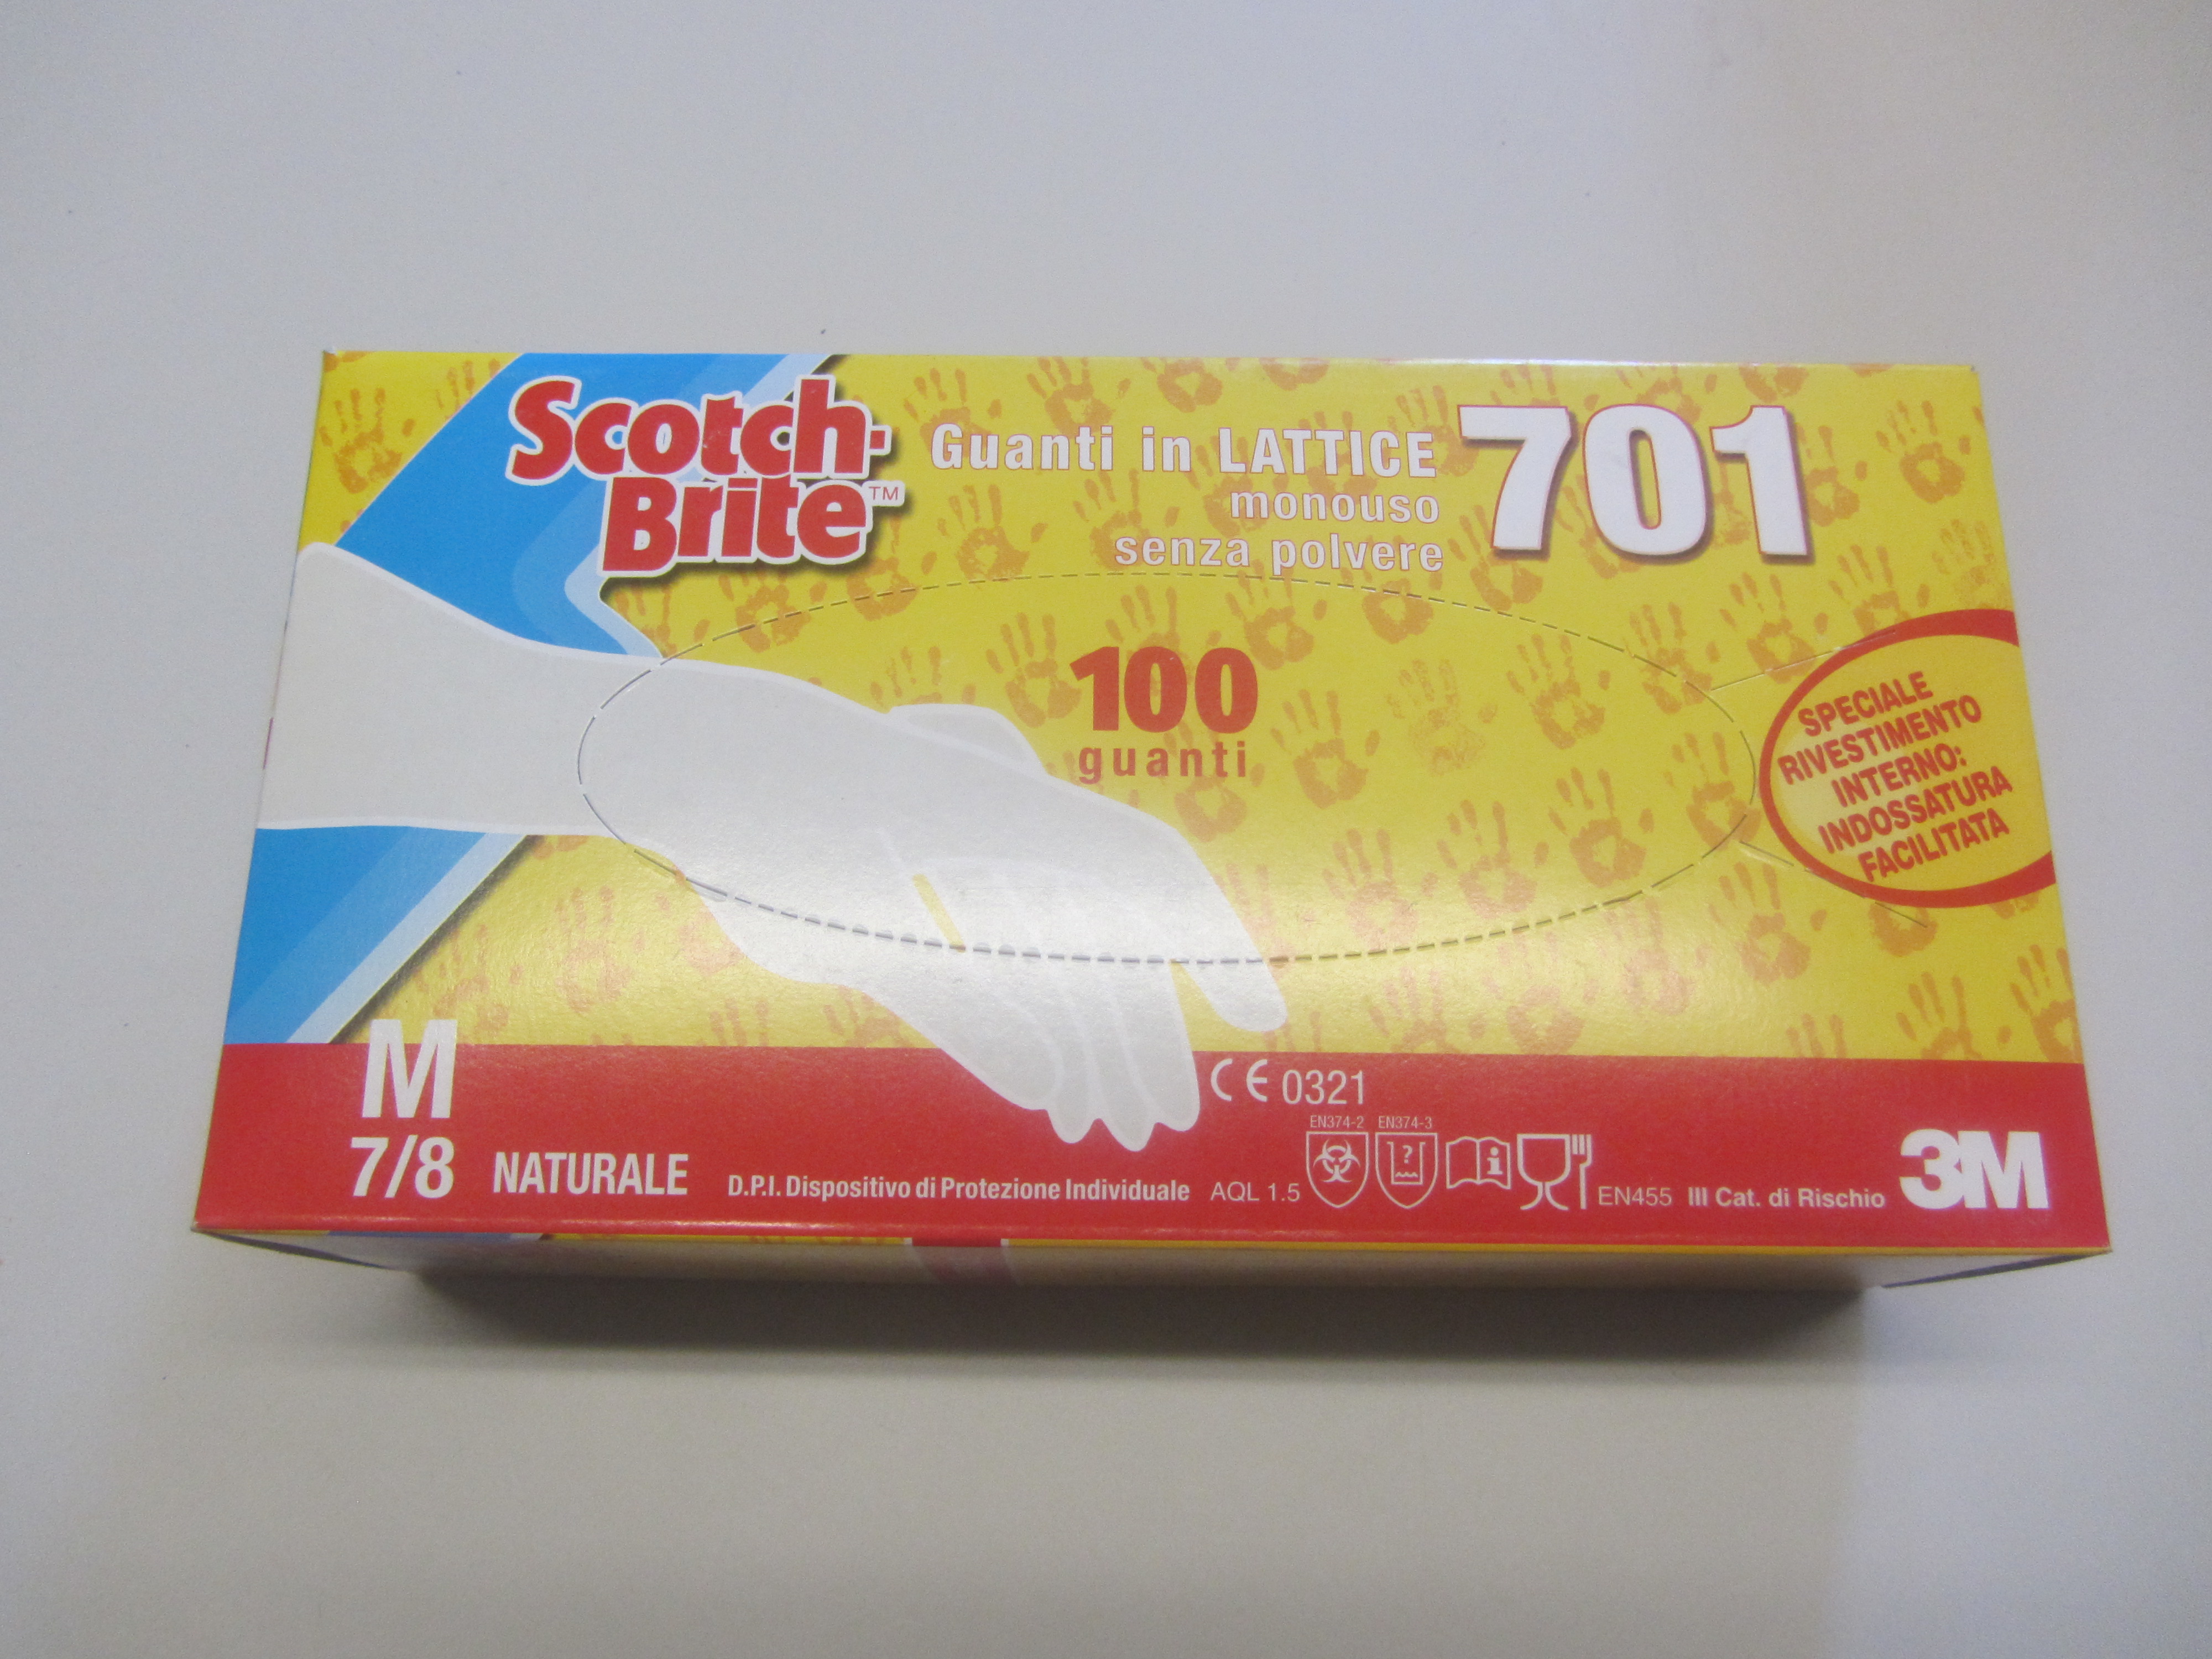 Scotch-
Brite™
Guanti in LATTICE
monouso
senza polvere
701
100
guanti
SPECIALE
RIVESTIMENTO
INTERNO:
INDOSSATURA
FACILITATA
M
7/8
NATURALE
D.P.I. Dispositivo di Protezione Individuale
AQL 1.5
CE 0321
EN374-2 EN374-3
?
i
EN455
III Cat. di Rischio
3M